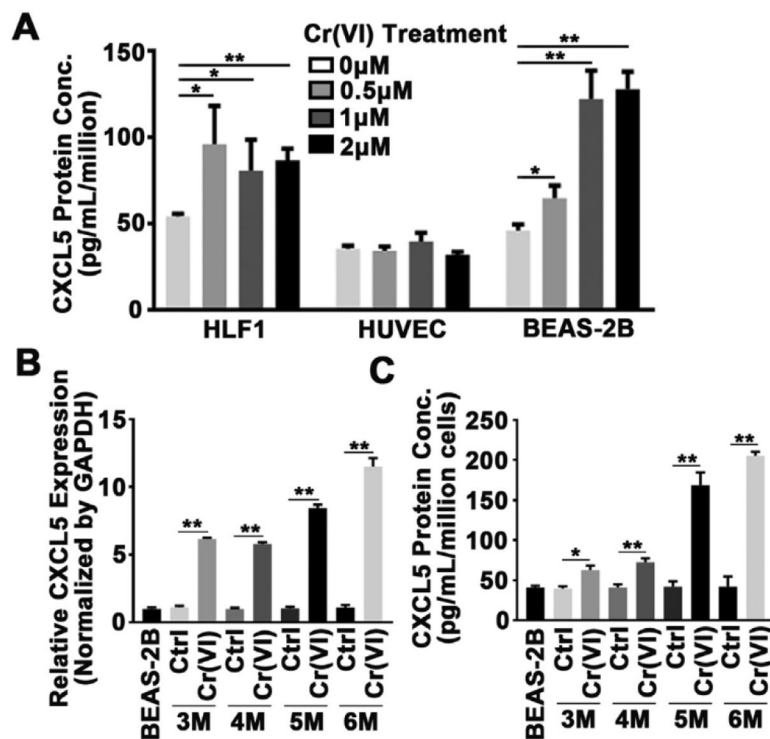 A
CXCL5 Protein Conc.
(pg/mL/million)
150
100
50
0
Cr(VI) Treatment
0μM
0.5μM
1μM
2μM
*
*
**
*
**
**
HLF1
HUVEC
BEAS-2B
B
Relative CXCL5 Expression
(Normalized by GAPDH)
15
10
5
0
**
**
**
**
BEAS-2B
Ctrl
Cr(VI)
Ctrl
Cr(VI)
Ctrl
Cr(VI)
Ctrl
Cr(VI)
3M 4M 5M 6M
C
CXCL5 Protein Conc.
(pg/mL/million cells)
250
200
150
100
50
0
*
**
**
**
BEAS-2B
Ctrl
Cr(VI)
Ctrl
Cr(VI)
Ctrl
Cr(VI)
Ctrl
Cr(VI)
3M 4M 5M 6M